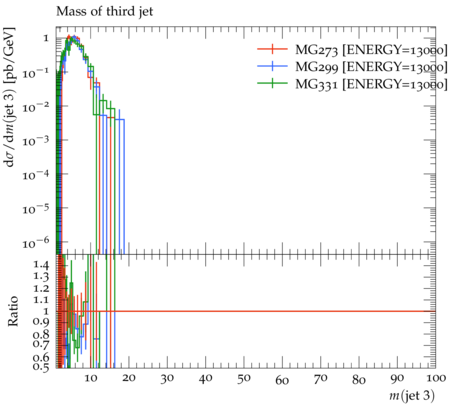 Mass of third jet
dσ/dm(jet 3) [pb/GeV]
MG273 [ENERGY=13000]
MG299 [ENERGY=13000]
MG331 [ENERGY=13000]
1
10⁻¹
10⁻²
10⁻³
10⁻⁴
10⁻⁵
10⁻⁶
Ratio
1.4
1.3
1.2
1.1
1
0.9
0.8
0.7
0.6
0.5
10 20 30 40 50 60 70 80 90 100
m(jet 3)